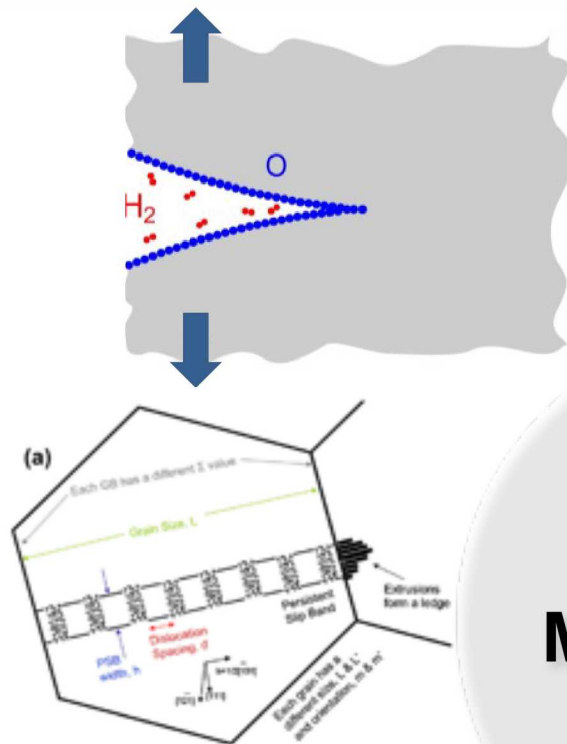 O
H₂
(a)
Each GB has a different Σ value
Grain Size, L
Persistent
Slip Band
Extrusions
form a ledge
Dislocation
Spacing, d
PSB
width, h
Each grain has a
different size, L & L'
and orientation, m & m'
M